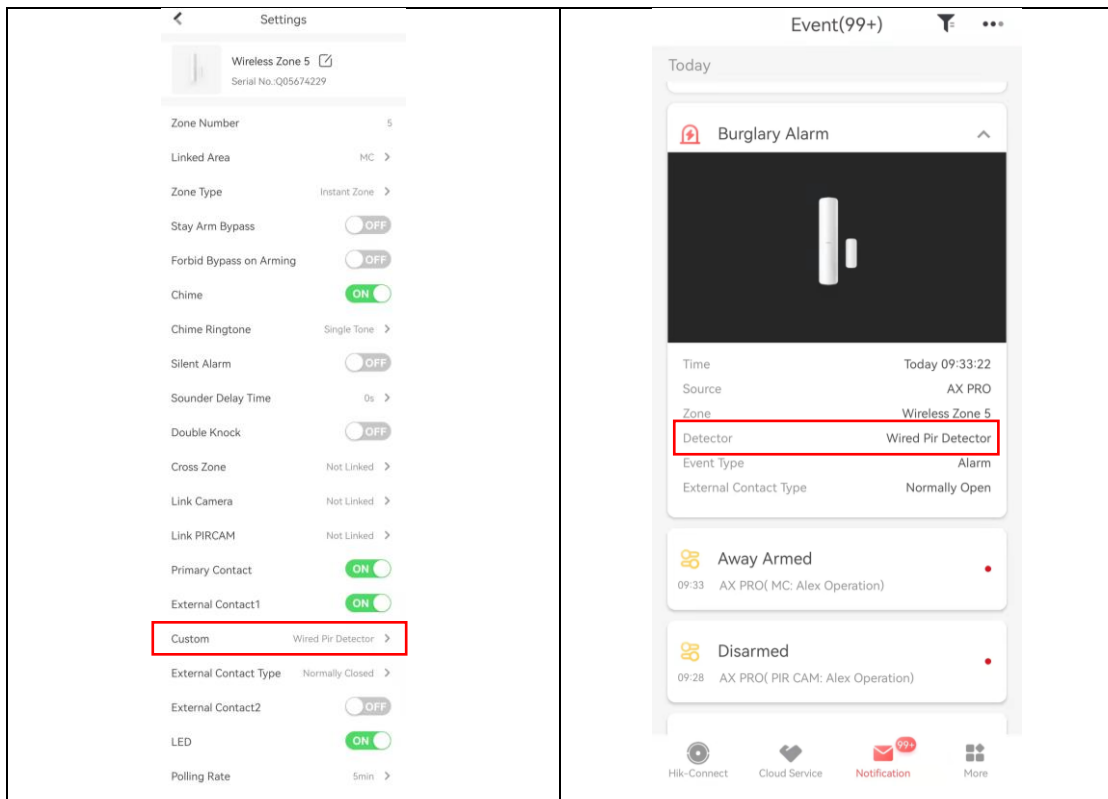 Settings
Wireless Zone 5
Serial No.:Q05674229
Zone Number 5
Linked Area MC
Zone Type Instant Zone
Stay Arm Bypass OFF
Forbid Bypass on Arming OFF
Chime ON
Chime Ringtone Single Tone
Silent Alarm OFF
Sounder Delay Time 0s
Double Knock OFF
Cross Zone Not Linked
Link Camera Not Linked
Link PIRCAM Not Linked
Primary Contact ON
External Contact1 ON
Custom Wired Pir Detector
External Contact Type Normally Closed
External Contact2 OFF
LED ON
Polling Rate 5min
Event(99+)
Today
Burglary Alarm
Time Today 09:33:22
Source AX PRO
Zone Wireless Zone 5
Detector Wired Pir Detector
Event Type Alarm
External Contact Type Normally Open
Away Armed
09:33 AX PRO( MC: Alex Operation)
Disarmed
09:28 AX PRO( PIR CAM: Alex Operation)
99+
Hik-Connect Cloud Service Notification More